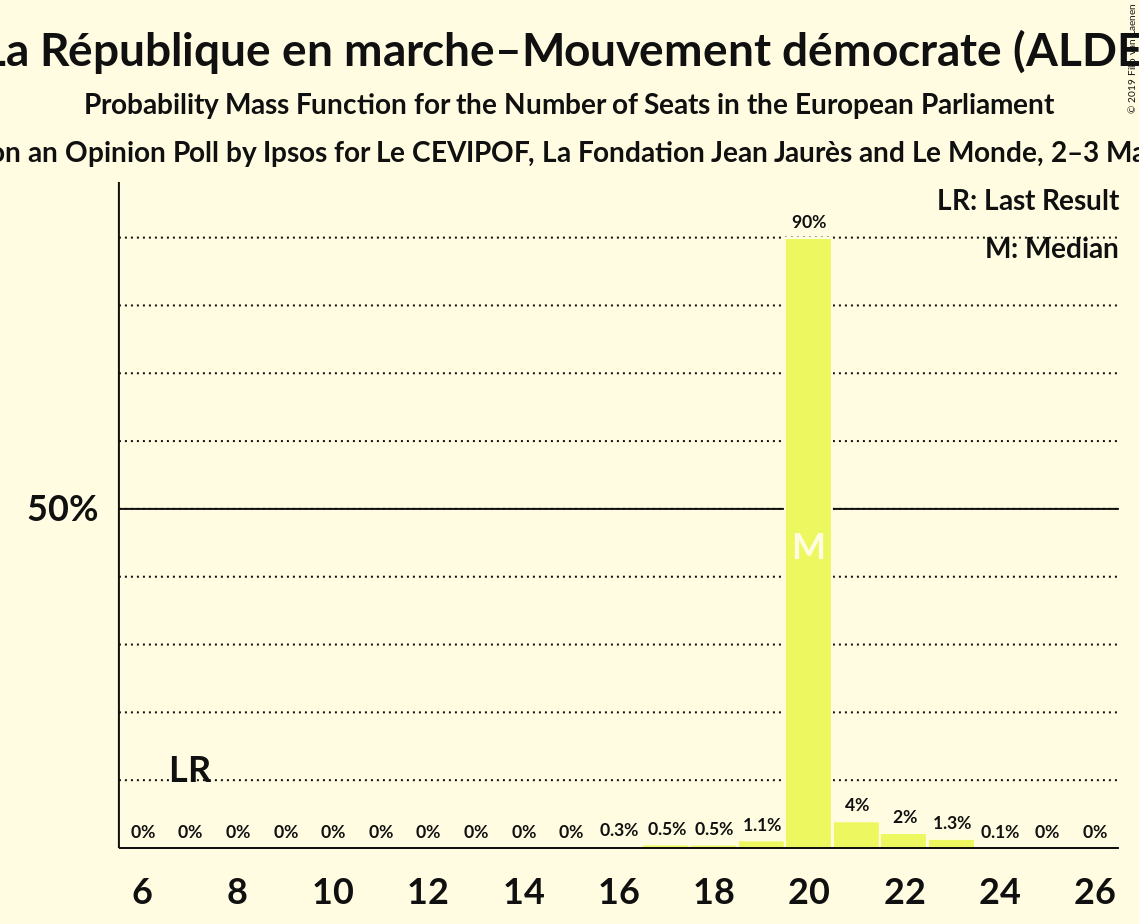 La République en marche–Mouvement démocrate (ALDE
Probability Mass Function for the Number of Seats in the European Parliament
on an Opinion Poll by Ipsos for Le CEVIPOF, La Fondation Jean Jaurès and Le Monde, 2–3 Ma
© 2019 Filip
LR: Last Result
M: Median
90%
50%
M
LR
0% 0% 0% 0% 0% 0% 0% 0% 0% 0% 0.3% 0.5% 0.5% 1.1% 4% 2% 1.3% 0.1% 0% 0%
6 8 10 12 14 16 18 20 22 24 26